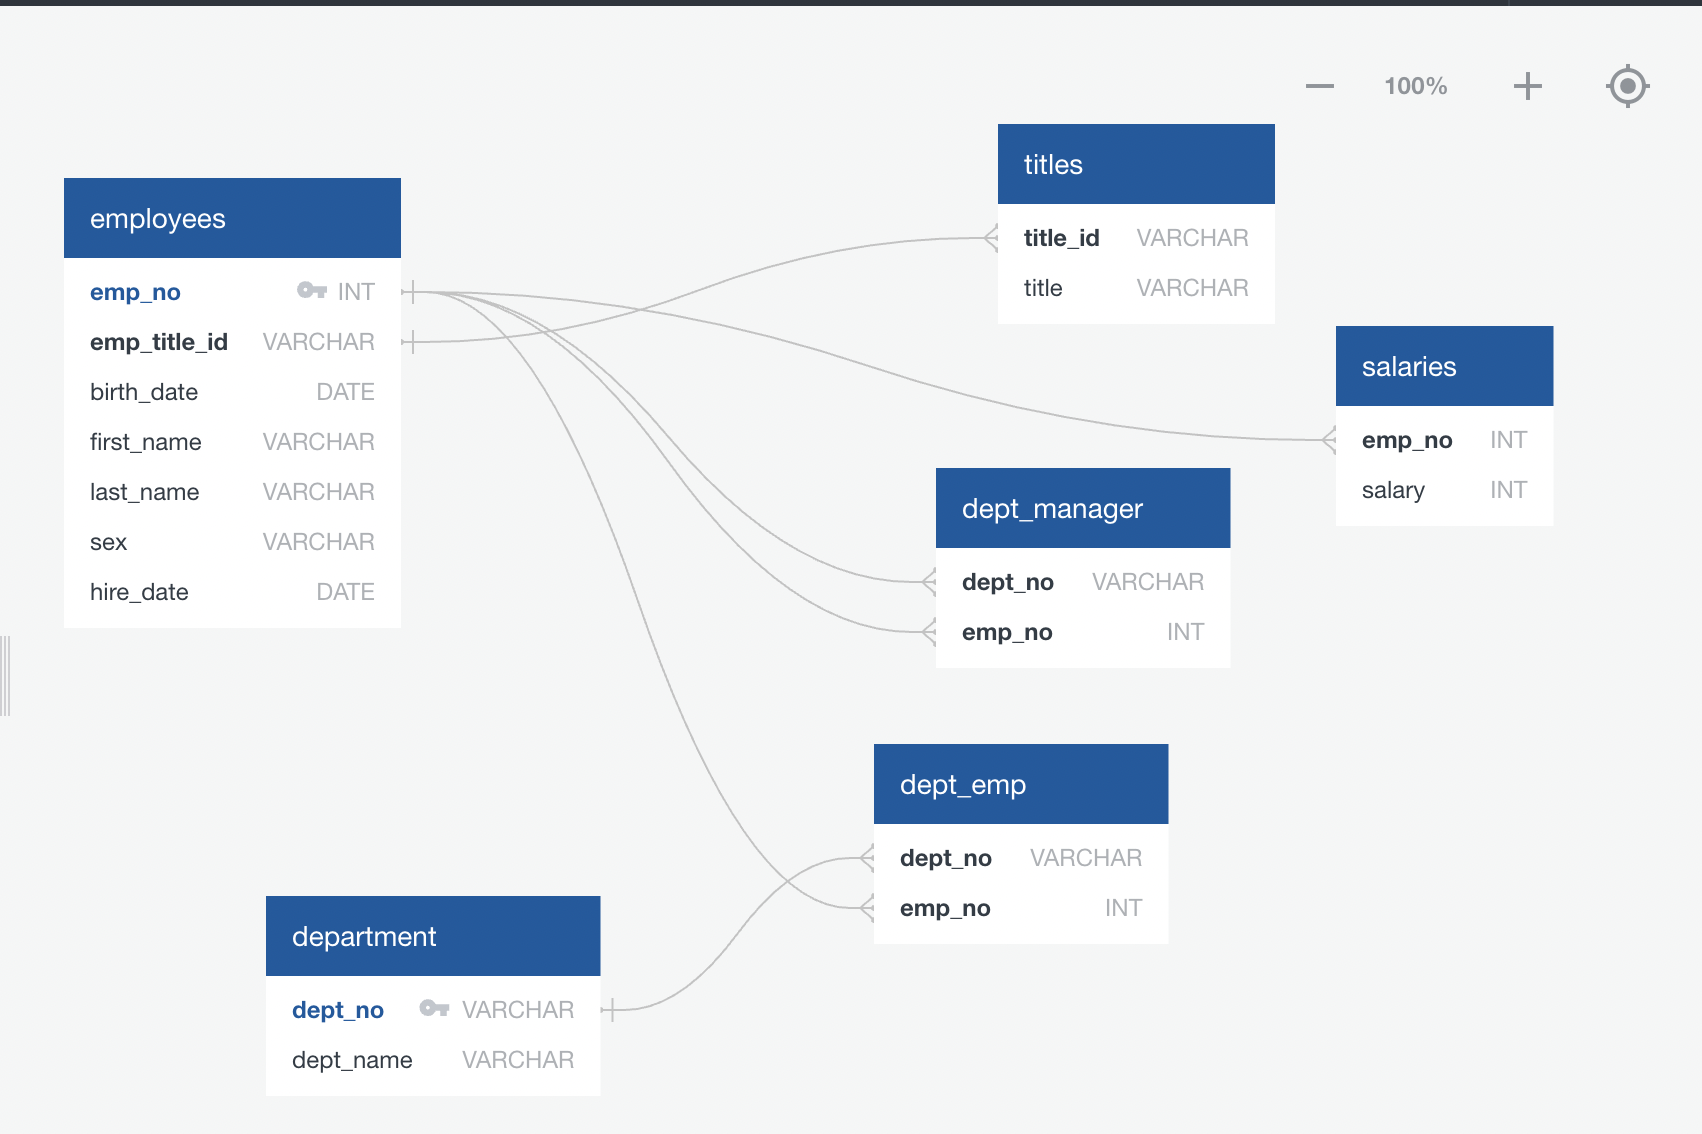 100%
titles
title_id VARCHAR
title VARCHAR
employees
emp_no INT
emp_title_id VARCHAR
birth_date DATE
first_name VARCHAR
last_name VARCHAR
sex VARCHAR
hire_date DATE
salaries
emp_no INT
salary INT
dept_manager
dept_no VARCHAR
emp_no INT
dept_emp
dept_no VARCHAR
emp_no INT
department
dept_no VARCHAR
dept_name VARCHAR